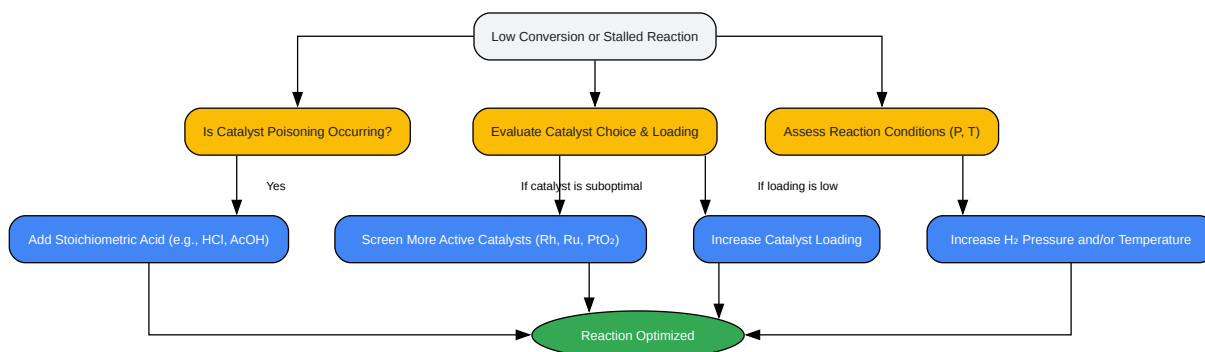 Low Conversion or Stalled Reaction
Is Catalyst Poisoning Occurring?
Evaluate Catalyst Choice & Loading
Assess Reaction Conditions (P, T)
Yes
If catalyst is suboptimal
If loading is low
Add Stoichiometric Acid (e.g., HCl, AcOH)
Screen More Active Catalysts (Rh, Ru, PtO₂)
Increase Catalyst Loading
Increase H₂ Pressure and/or Temperature
Reaction Optimized